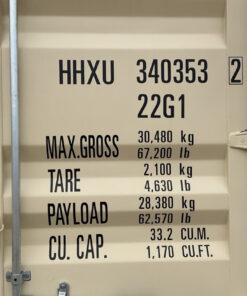 HHXU 340353 2
22G1
MAX.GROSS 30,480 kg
67,200 lb
TARE 2,100 kg
4,630 lb
PAYLOAD 28,380 kg
62,570 lb
CU. CAP. 33.2 CU.M.
1,170 CU.FT.